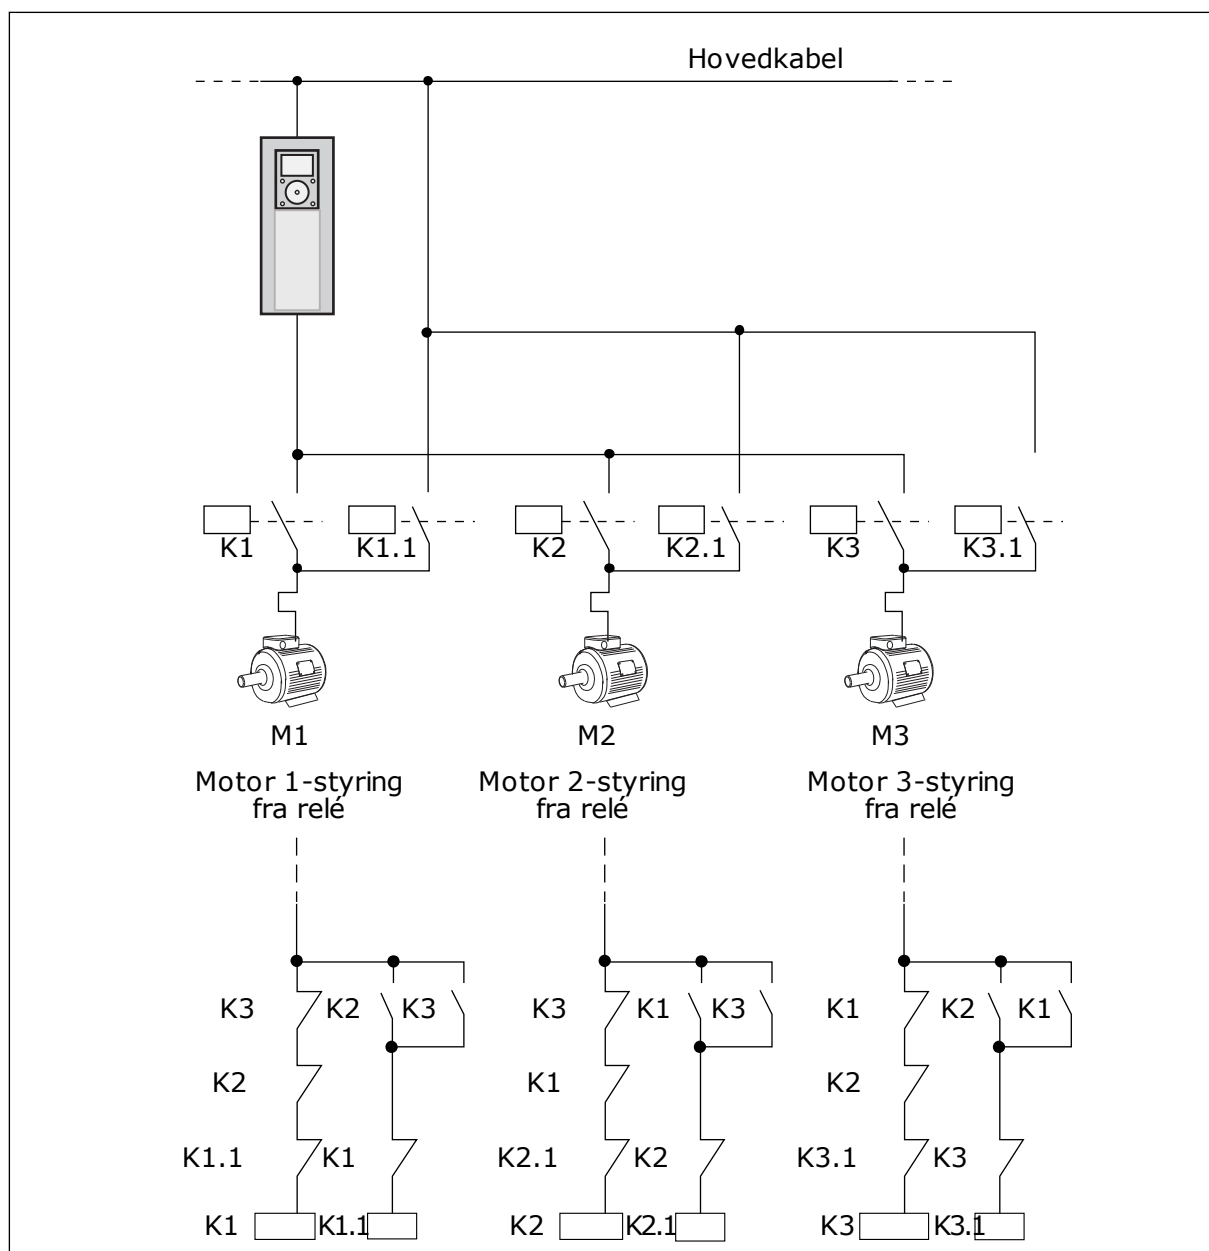 Hovedkabel
K1 K1.1 K2 K2.1 K3 K3.1
M1 M2 M3
Motor 1-styring Motor 2-styring Motor 3-styring
fra relé fra relé fra relé
K3 K2 K3 K3 K1 K3 K1 K2 K1
K2 K1 K2
K1.1 K1 K2.1 K2 K3.1 K3
K1 K1.1 K2 K2.1 K3 K3.1